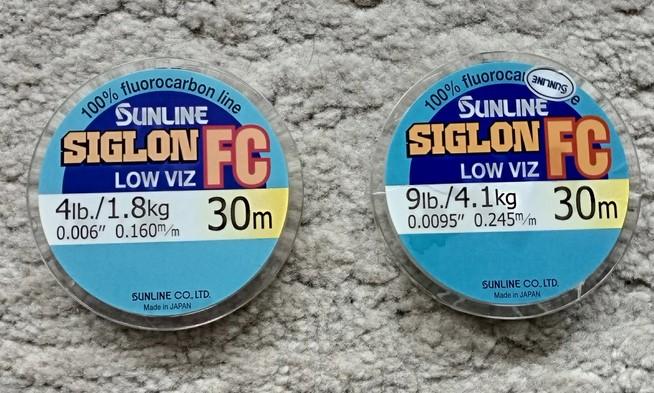 100% fluorocarbon line
SUNLINE
SIGLON FC
LOW VIZ
4lb./1.8kg
0.006″ 0.160m/m
30m
SUNLINE CO.,LTD.
Made in JAPAN
100% fluoroca e
SUNLINE
SUNLINE
SIGLON FC
LOW VIZ
9lb./4.1kg
0.0095″ 0.245m/m
30m
SUNLINE CO.,LTD.
Made in JAPAN